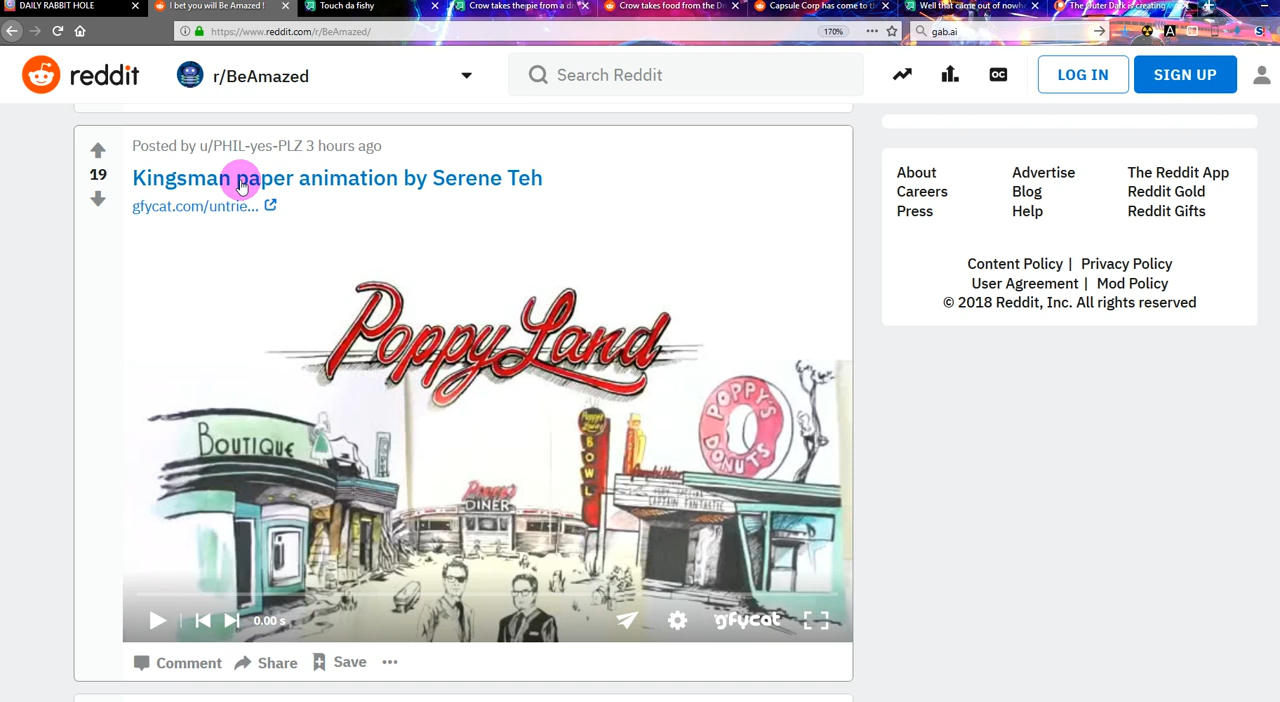 DAILY RABBIT HOLE
I bet you will Be Amazed !
Touch da fishy
Crow takes the pie from a d
Crow takes food from the D
Capsule Corp has come to t
Well that came out of nowh
The Outer Dark is creating
https://www.reddit.com/r/BeAmazed/
170%
gab.ai
reddit
r/BeAmazed
Search Reddit
LOG IN
SIGN UP
Posted by u/PHIL-yes-PLZ 3 hours ago
19
Kingsman paper animation by Serene Teh
gfycat.com/untrie...
PoppyLand
BOUTIQUE
Poppy's
DINER
BOWL
POPPY'S
DONUTS
CAPTAIN FANTASTIC
0.00 s
gfycat
Comment
Share
Save
About
Advertise
The Reddit App
Careers
Blog
Reddit Gold
Press
Help
Reddit Gifts
Content Policy |
Privacy Policy
User Agreement |
Mod Policy
© 2018 Reddit, Inc. All rights reserved